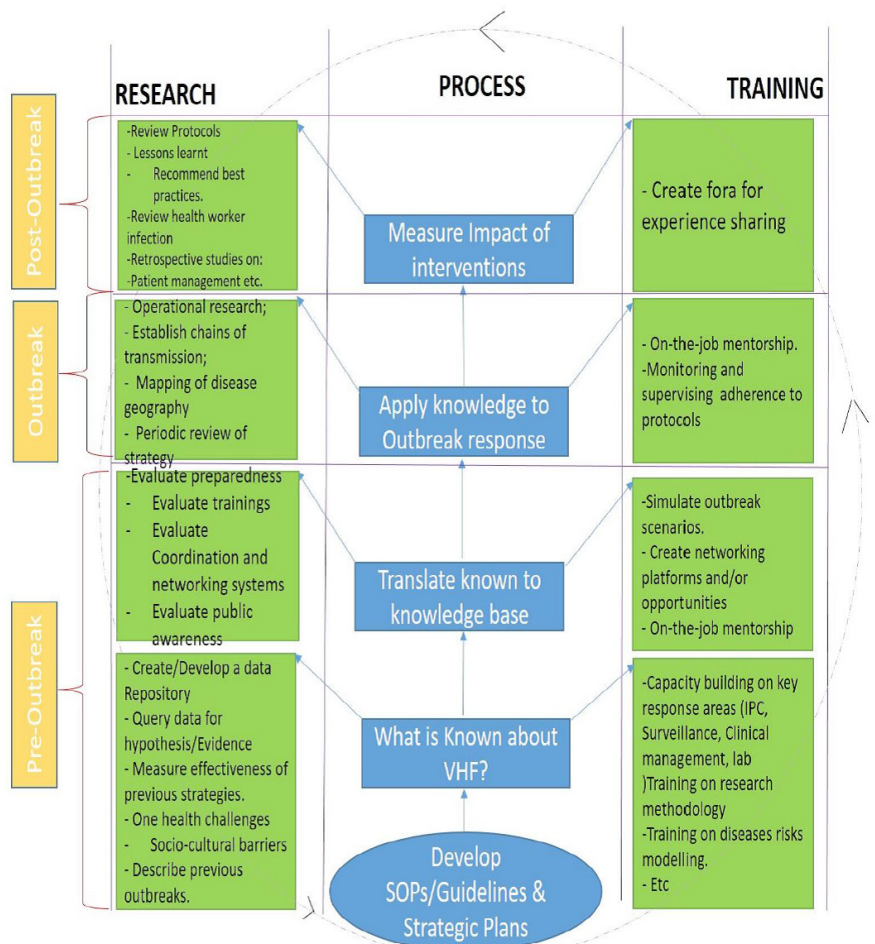 RESEARCH
PROCESS
TRAINING
Post-Outbreak
-Review Protocols
- Lessons learnt
- Recommend best
practices.
-Review health worker
infection
-Retrospective studies on:
-Patient management etc.
Measure Impact of
interventions
- Create fora for
experience sharing
Outbreak
- Operational research;
- Establish chains of
transmission;
- Mapping of disease
geography
- Periodic review of
strategy
Apply knowledge to
Outbreak response
- On-the-job mentorship.
-Monitoring and
supervising adherence to
protocols
Pre-Outbreak
-Evaluate preparedness
- Evaluate trainings
- Evaluate
Coordination and
networking systems
- Evaluate public
awareness
Translate known to
knowledge base
-Simulate outbreak
scenarios.
- Create networking
platforms and/or
opportunities
- On-the-job mentorship
- Create/Develop a data
Repository
- Query data for
hypothesis/Evidence
- Measure effectiveness of
previous strategies.
- One health challenges
- Socio-cultural barriers
- Describe previous
outbreaks.
What is Known about
VHF?
-Capacity building on key
response areas (IPC,
Surveillance, Clinical
management, lab
)Training on research
methodology
-Training on diseases risks
modelling.
- Etc
Develop
SOPs/Guidelines &
Strategic Plans